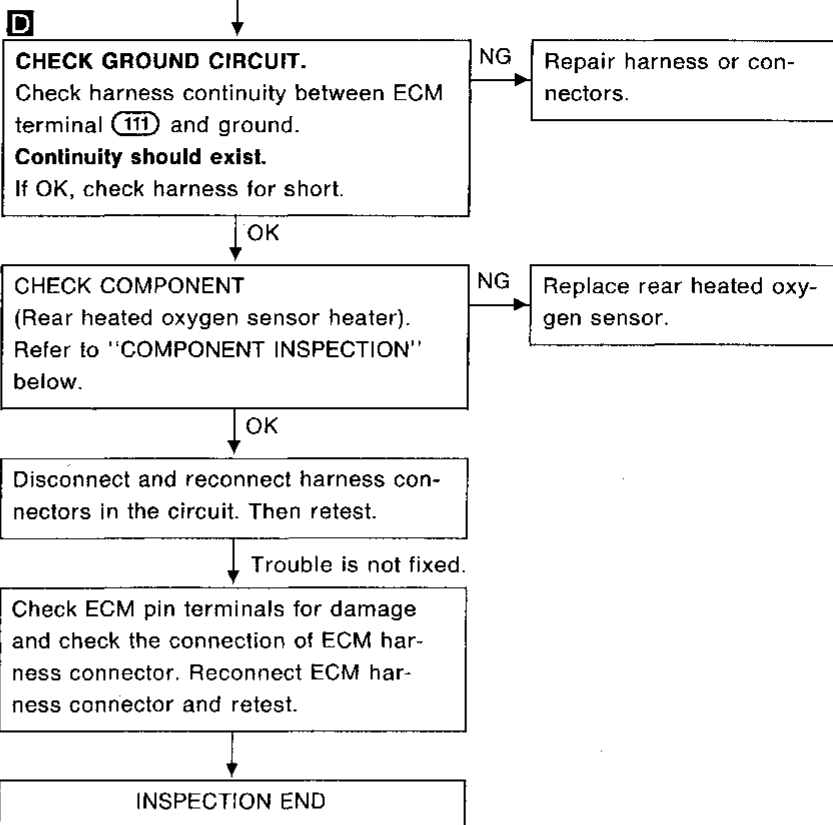 D
CHECK GROUND CIRCUIT.
Check harness continuity between ECM
terminal 111 and ground.
Continuity should exist.
If OK, check harness for short.
NG
Repair harness or con-
nectors.
OK
CHECK COMPONENT
(Rear heated oxygen sensor heater).
Refer to ''COMPONENT INSPECTION''
below.
NG
Replace rear heated oxy-
gen sensor.
OK
Disconnect and reconnect harness con-
nectors in the circuit. Then retest.
Trouble is not fixed.
Check ECM pin terminals for damage
and check the connection of ECM har-
ness connector. Reconnect ECM har-
ness connector and retest.
INSPECTION END